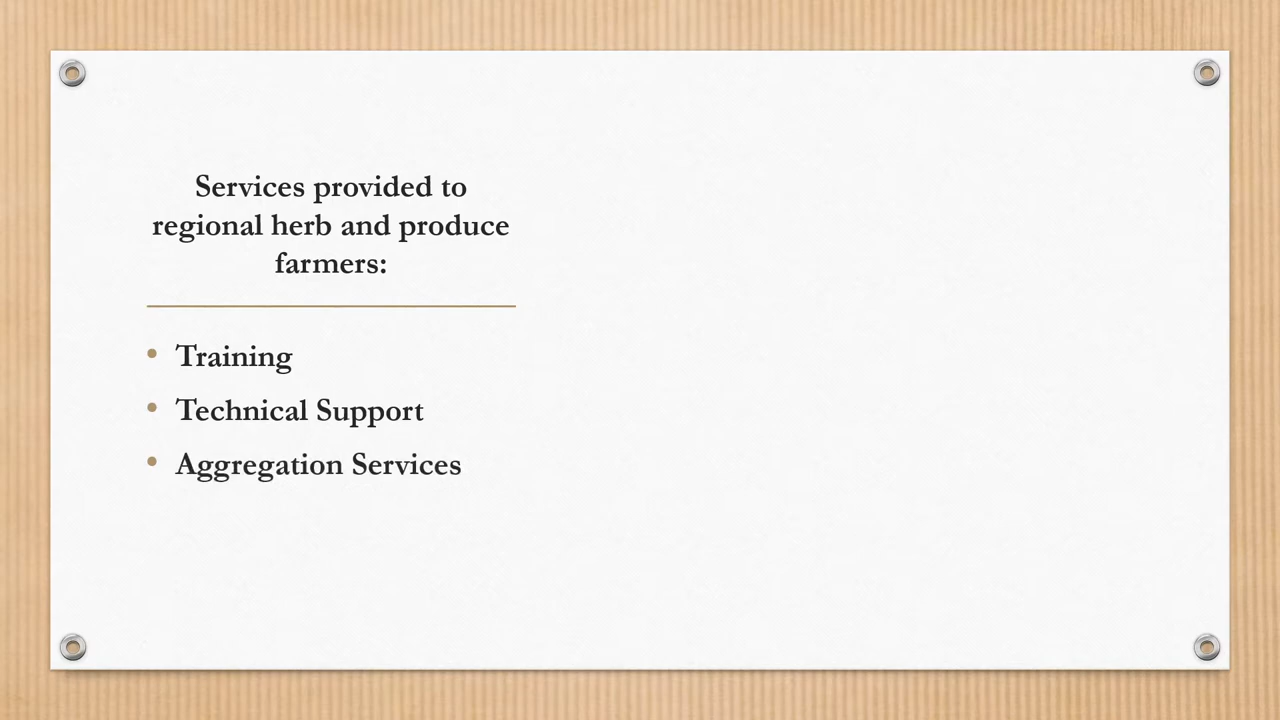 Services provided to
regional herb and produce
farmers:
• Training
• Technical Support
• Aggregation Services